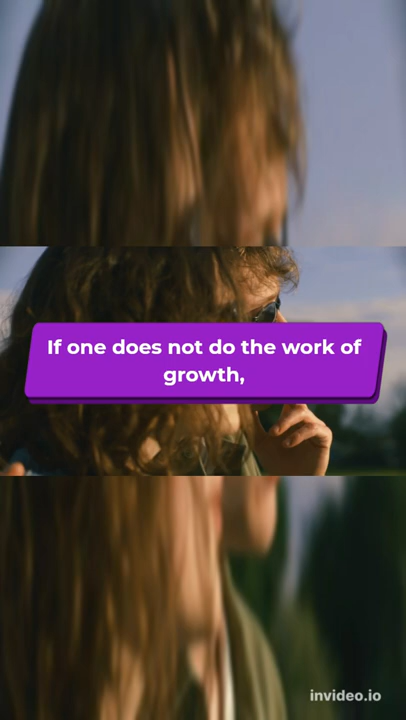 If one does not do the work of
growth,
invideo.io